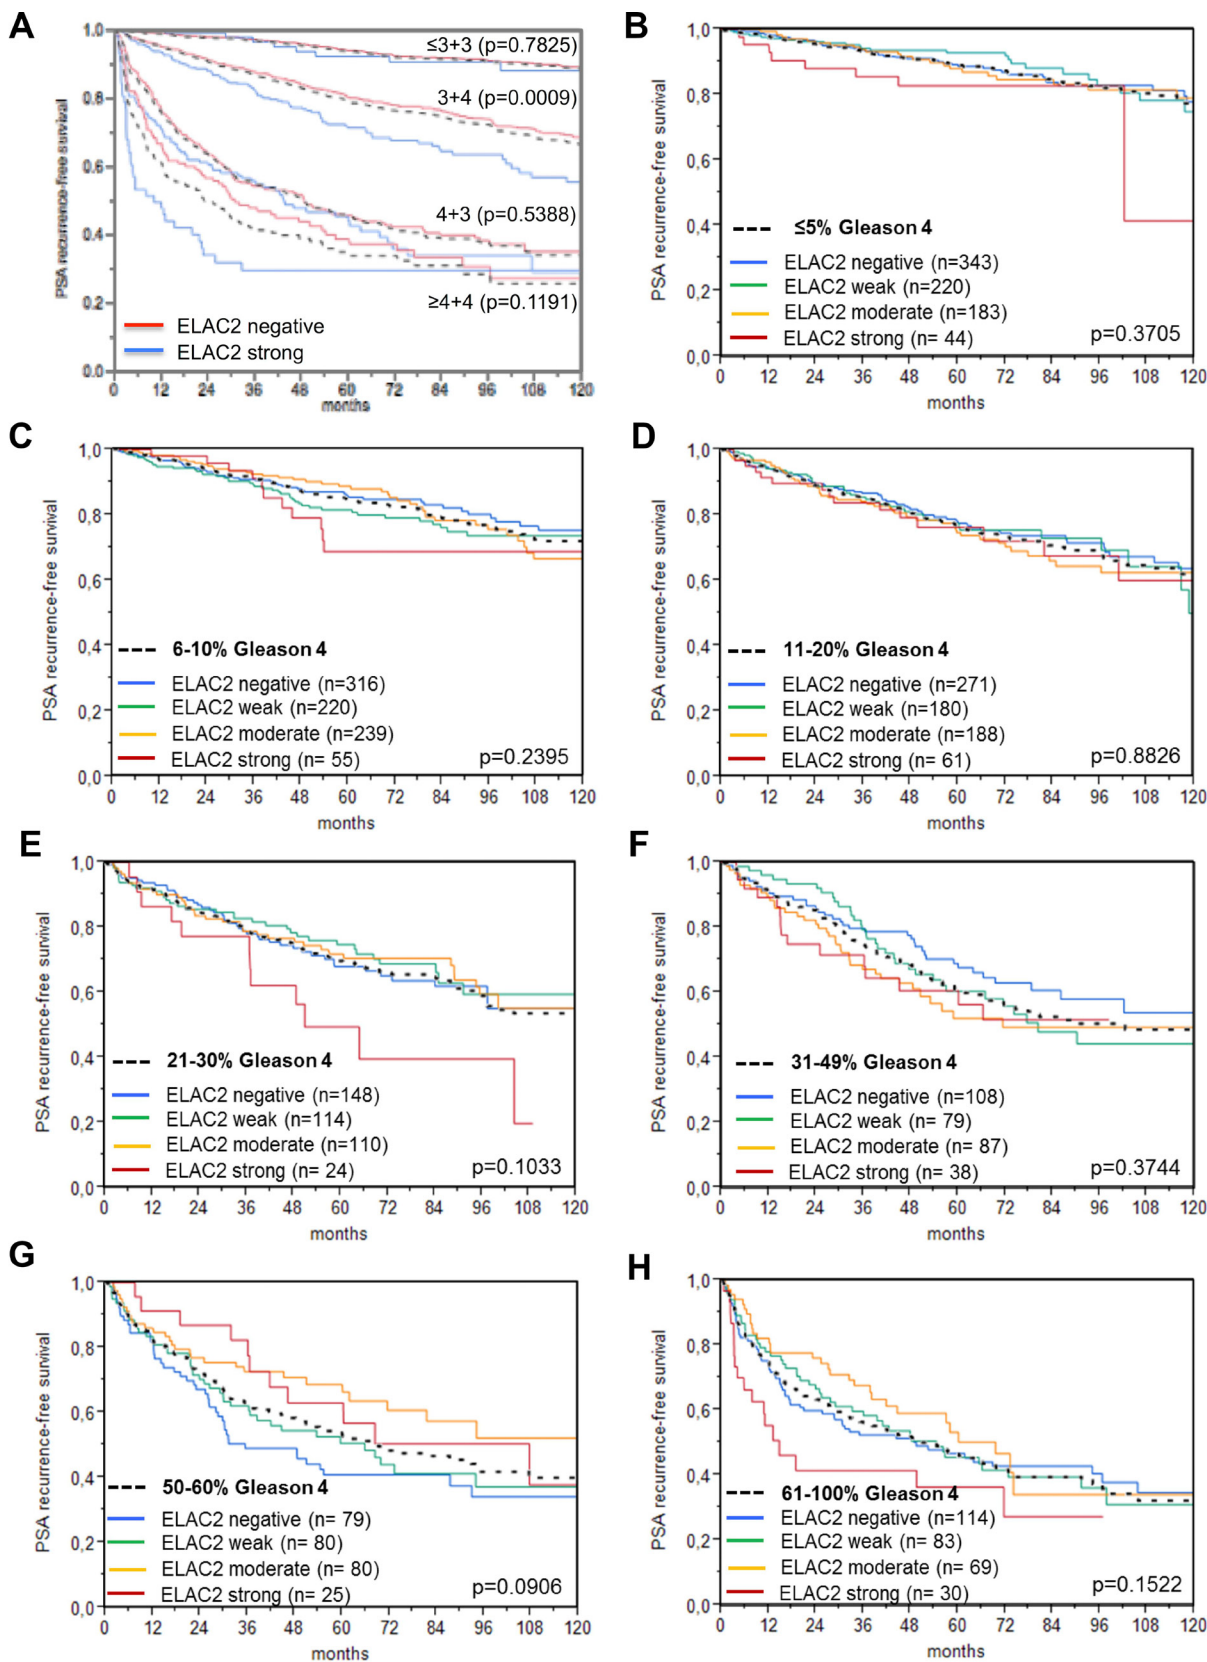 A
PSA recurrence-free survival
1.0
0.8
0.6
0.4
0.2
0.0
≤3+3 (p=0.7825)
3+4 (p=0.0009)
4+3 (p=0.5388)
≥4+4 (p=0.1191)
ELAC2 negative
ELAC2 strong
0 12 24 36 48 60 72 84 96 108 120
months
B
PSA recurrence-free survival
1,0
0,8
0,6
0,4
0,2
0,0
≤5% Gleason 4
ELAC2 negative (n=343)
ELAC2 weak (n=220)
ELAC2 moderate (n=183)
ELAC2 strong (n= 44)
p=0.3705
0 12 24 36 48 60 72 84 96 108 120
months
C
PSA recurrence-free survival
1,0
0,8
0,6
0,4
0,2
0,0
6-10% Gleason 4
ELAC2 negative (n=316)
ELAC2 weak (n=220)
ELAC2 moderate (n=239)
ELAC2 strong (n= 55)
p=0.2395
0 12 24 36 48 60 72 84 96 108 120
months
D
PSA recurrence-free survival
1,0
0,8
0,6
0,4
0,2
0,0
11-20% Gleason 4
ELAC2 negative (n=271)
ELAC2 weak (n=180)
ELAC2 moderate (n=188)
ELAC2 strong (n= 61)
p=0.8826
0 12 24 36 48 60 72 84 96 108 120
months
E
PSA recurrence-free survival
1,0
0,8
0,6
0,4
0,2
0,0
21-30% Gleason 4
ELAC2 negative (n=148)
ELAC2 weak (n=114)
ELAC2 moderate (n=110)
ELAC2 strong (n= 24)
p=0.1033
0 12 24 36 48 60 72 84 96 108 120
months
F
PSA recurrence-free survival
1,0
0,8
0,6
0,4
0,2
0,0
31-49% Gleason 4
ELAC2 negative (n=108)
ELAC2 weak (n= 79)
ELAC2 moderate (n= 87)
ELAC2 strong (n= 38)
p=0.3744
0 12 24 36 48 60 72 84 96 108 120
months
G
PSA recurrence-free survival
1,0
0,8
0,6
0,4
0,2
0,0
50-60% Gleason 4
ELAC2 negative (n= 79)
ELAC2 weak (n= 80)
ELAC2 moderate (n= 80)
ELAC2 strong (n= 25)
p=0.0906
0 12 24 36 48 60 72 84 96 108 120
months
H
PSA recurrence-free survival
1,0
0,8
0,6
0,4
0,2
0,0
61-100% Gleason 4
ELAC2 negative (n=114)
ELAC2 weak (n= 83)
ELAC2 moderate (n= 69)
ELAC2 strong (n= 30)
p=0.1522
0 12 24 36 48 60 72 84 96 108 120
months